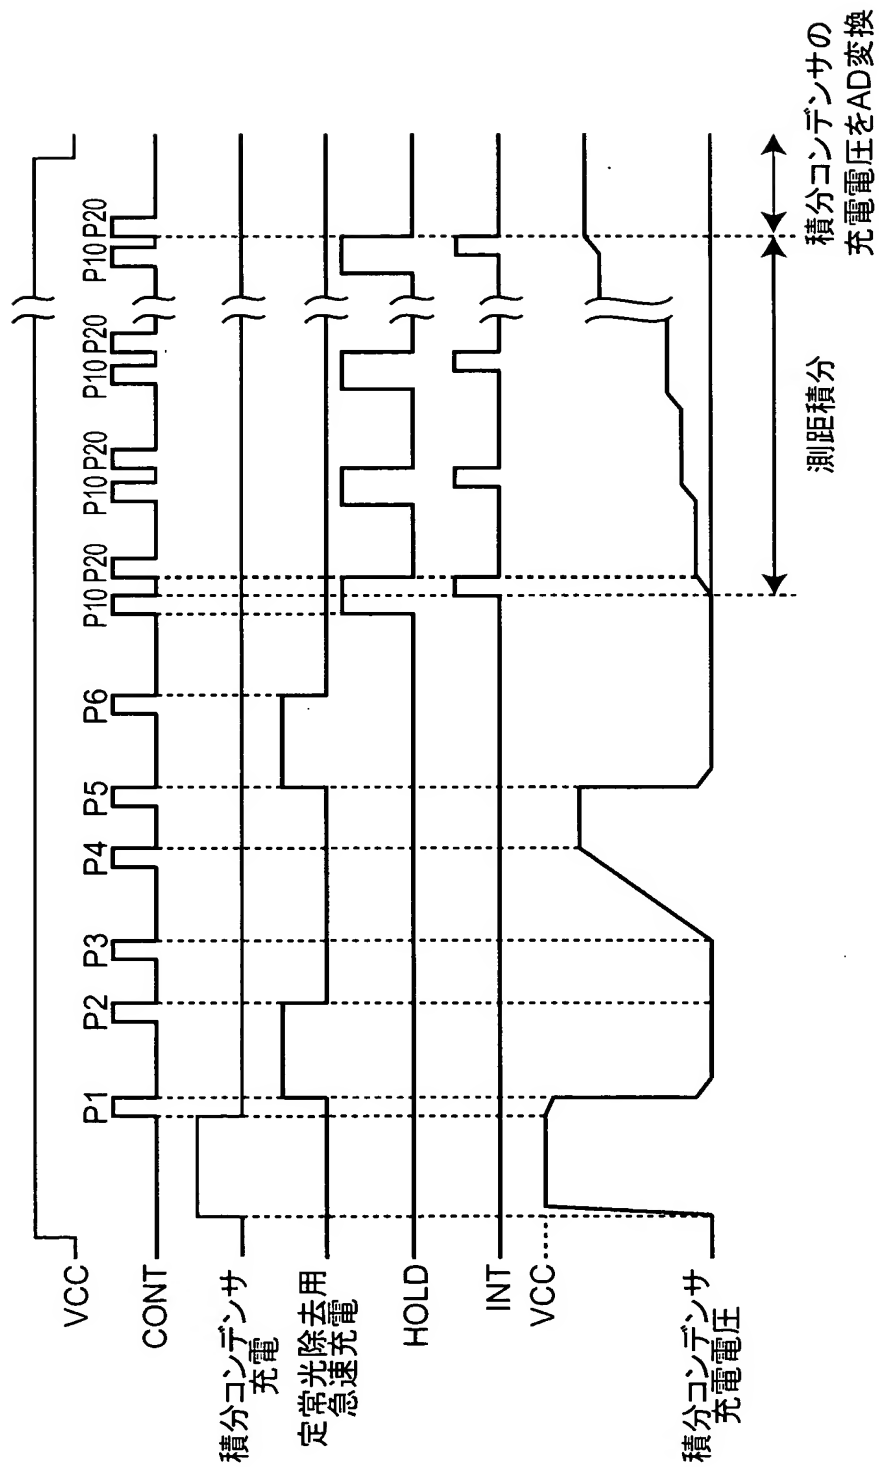 VCC
CONT
積分コンデンサ
充電
定常光除去用
急速充電
HOLD
INT
VCC
積分コンデンサ
充電電圧
P1
P2
P3
P4
P5
P6
P10
P20
P10
P20
P10
P20
P10
P20
測距積分
積分コンデンサの
充電電圧をAD変換